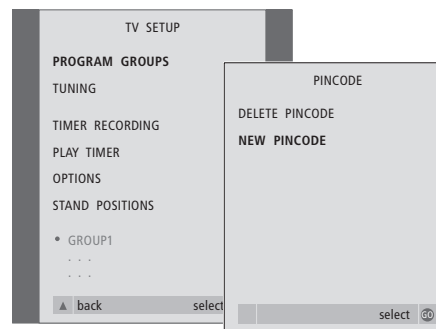 TV SETUP
PROGRAM GROUPS
TUNING
TIMER RECORDING
PLAY TIMER
OPTIONS
STAND POSITIONS
• GROUP1
. . .
. . .
▲ back select
PINCODE
DELETE PINCODE
NEW PINCODE
select GO